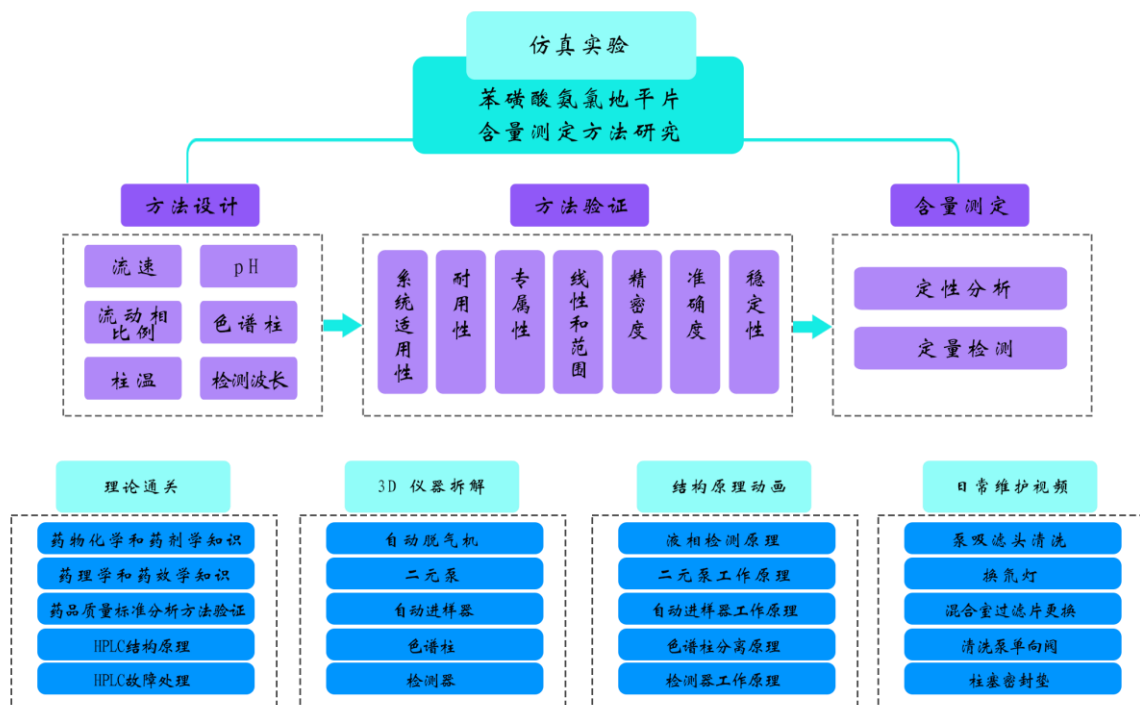 仿真实验
苯磺酸氨氯地平片
含量测定方法研究
方法设计
方法验证
含量测定
流速
pH
流动相
比例
色谱柱
柱温
检测波长
系统适用性
耐用性
专属性
线性和范围
精密度
准确度
稳定性
定性分析
定量检测
理论通关
药物化学和药剂学知识
药理学和药效学知识
药品质量标准分析方法验证
HPLC结构原理
HPLC故障处理
3D 仪器拆解
自动脱气机
二元泵
自动进样器
色谱柱
检测器
结构原理动画
液相检测原理
二元泵工作原理
自动进样器工作原理
色谱柱分离原理
检测器工作原理
日常维护视频
泵吸滤头清洗
换氘灯
混合室过滤片更换
清洗泵单向阀
柱塞密封垫